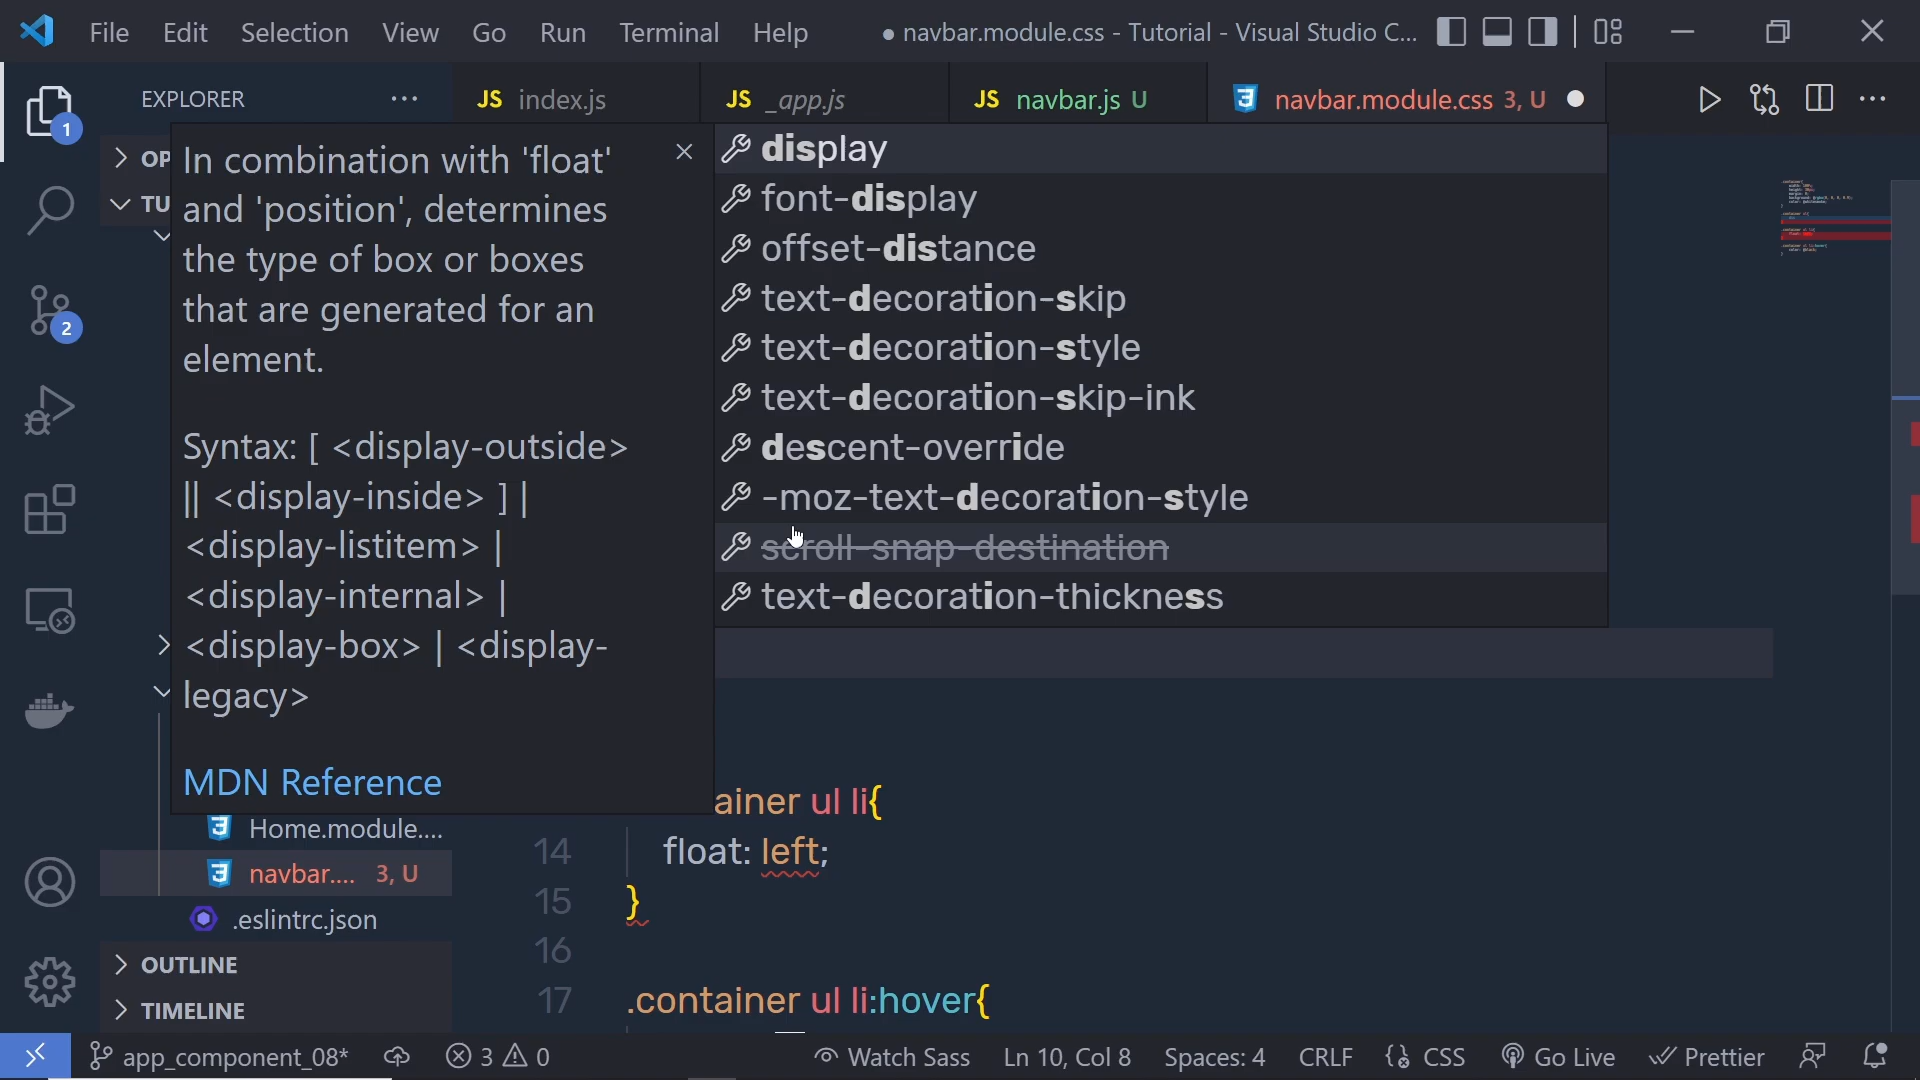 File Edit Selection View Go Run Terminal Help ● navbar.module.css - Tutorial - Visual Studio C...
EXPLORER ...
JS index.js JS _app.js JS navbar.js U navbar.module.css 3, U
1
OP
TU
2
In combination with 'float'
and 'position', determines
the type of box or boxes
that are generated for an
element.
Syntax: [ <display-outside>
|| <display-inside> ] |
<display-listitem> |
<display-internal> |
<display-box> | <display-
legacy>
MDN Reference
display
font-display
offset-distance
text-decoration-skip
text-decoration-style
text-decoration-skip-ink
descent-override
-moz-text-decoration-style
scroll-snap-destination
text-decoration-thickness
ainer ul li{
14 float: left;
15 }
16
17 .container ul li:hover{
Home.module....
navbar.... 3, U
.eslintrc.json
OUTLINE
TIMELINE
app_component_08* 3 0 Watch Sass Ln 10, Col 8 Spaces: 4 CRLF CSS Go Live Prettier